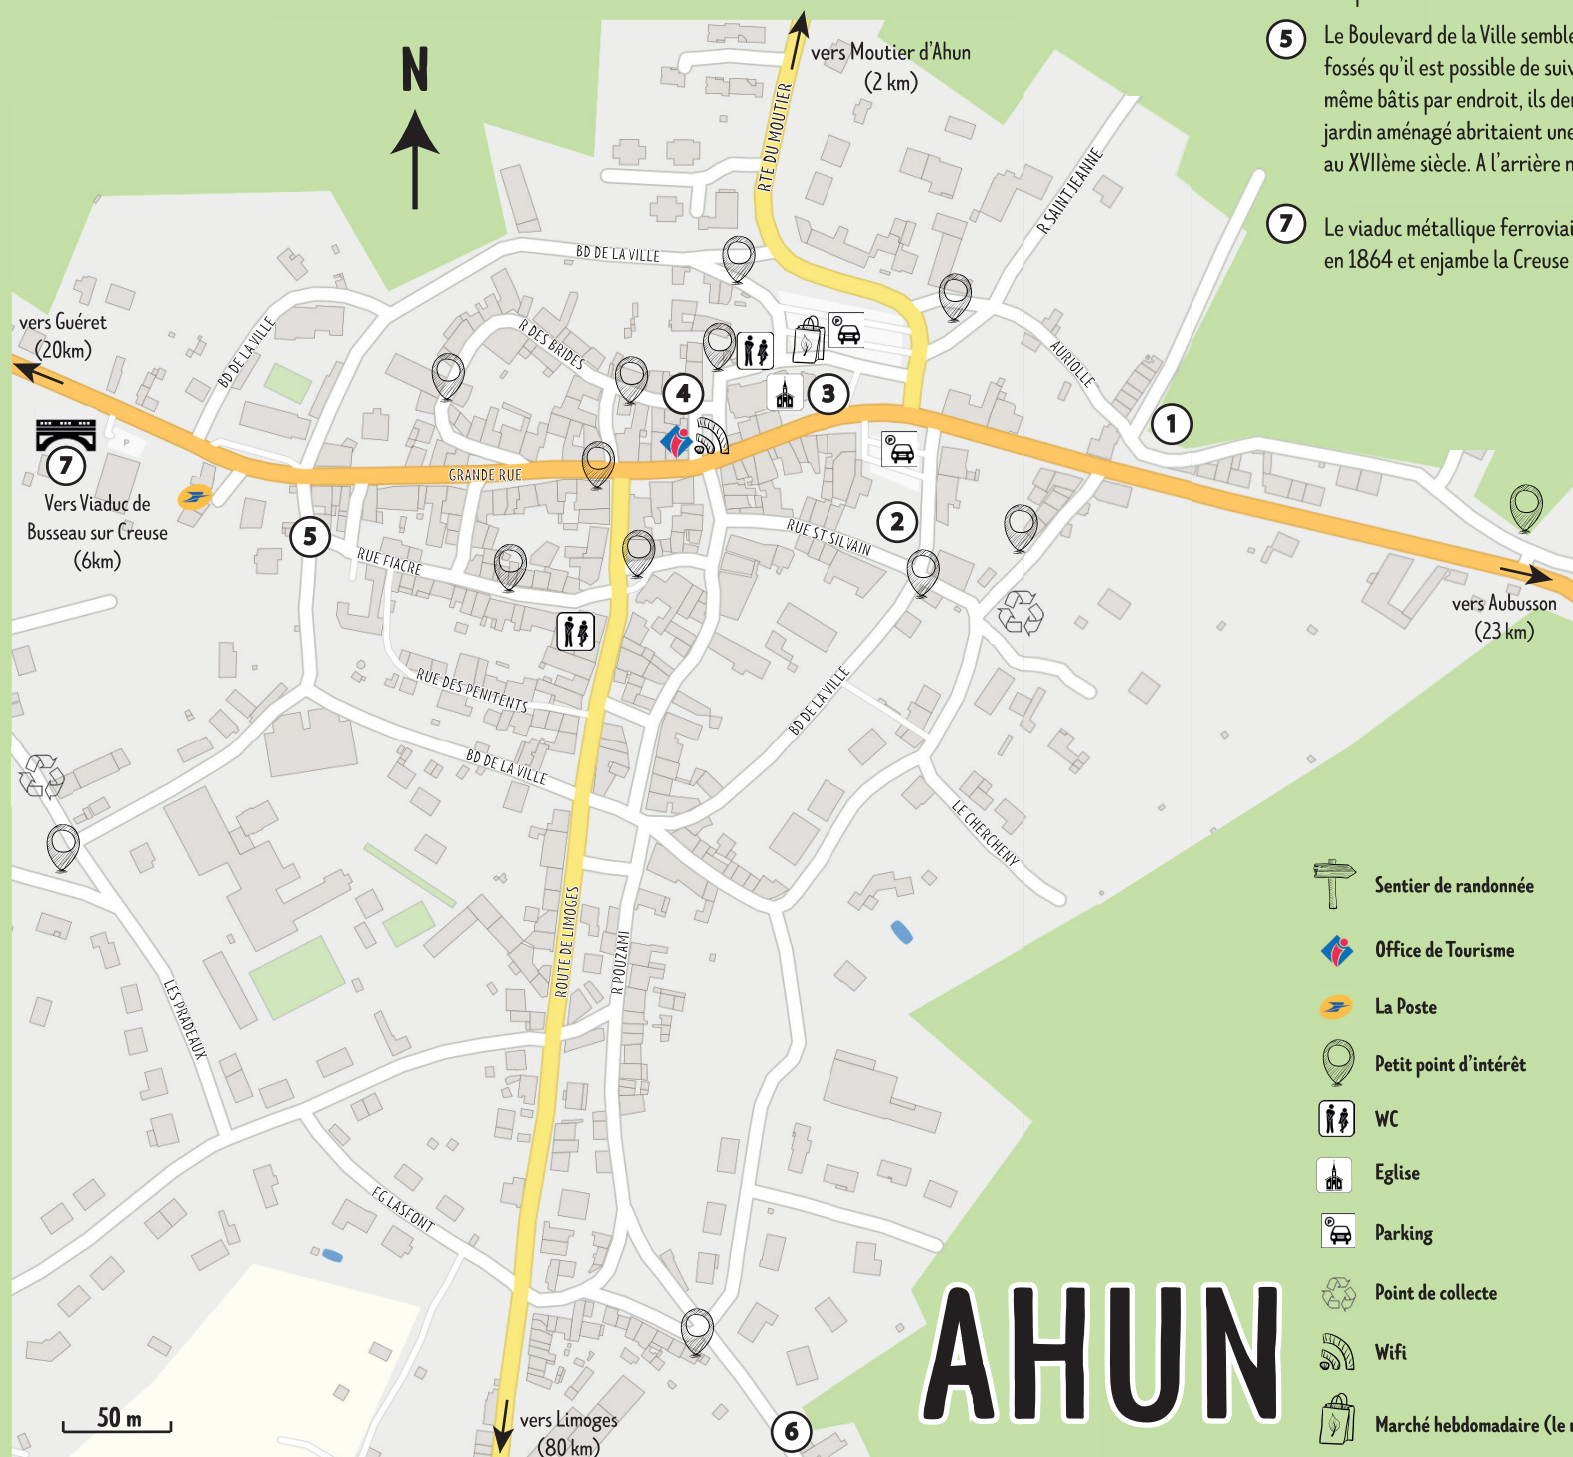 N
vers Moutier d'Ahun
(2 km)
5
Le Boulevard de la Ville semble
fossés qu'il est possible de
même bâtis par endroit, ils
jardin aménagé abritaient
au XVIIème siècle. A l'arrière
7
Le viaduc métallique
en 1864 et enjambe la Creuse
RTE DU MOUTIER
R SAINT JEANNE
BD DE LA VILLE
vers Guéret
(20km)
BD DE LA VILLE
R DES BRIDES
P
AURIOLLE
4
3
1
7
P
P
GRANDE RUE
Vers Viaduc de
Busseau sur Creuse
(6km)
5
2
RUE ST SILVAIN
RUE FIACRE
vers Aubusson
(23 km)
RUE DES PENITENTS
BD DE LA VILLE
BD DE LA VILLE
LE CHERCHENY
ROUTE DE LIMOGES
R POUZAMI
LES PRADEAUX
FG LASFONT
Sentier de randonnée
Office de Tourisme
La Poste
Petit point d'intérêt
WC
Eglise
P
Parking
Point de collecte
Wifi
Marché hebdomadaire (le
AHUN
50 m
vers Limoges
(80 km)
6